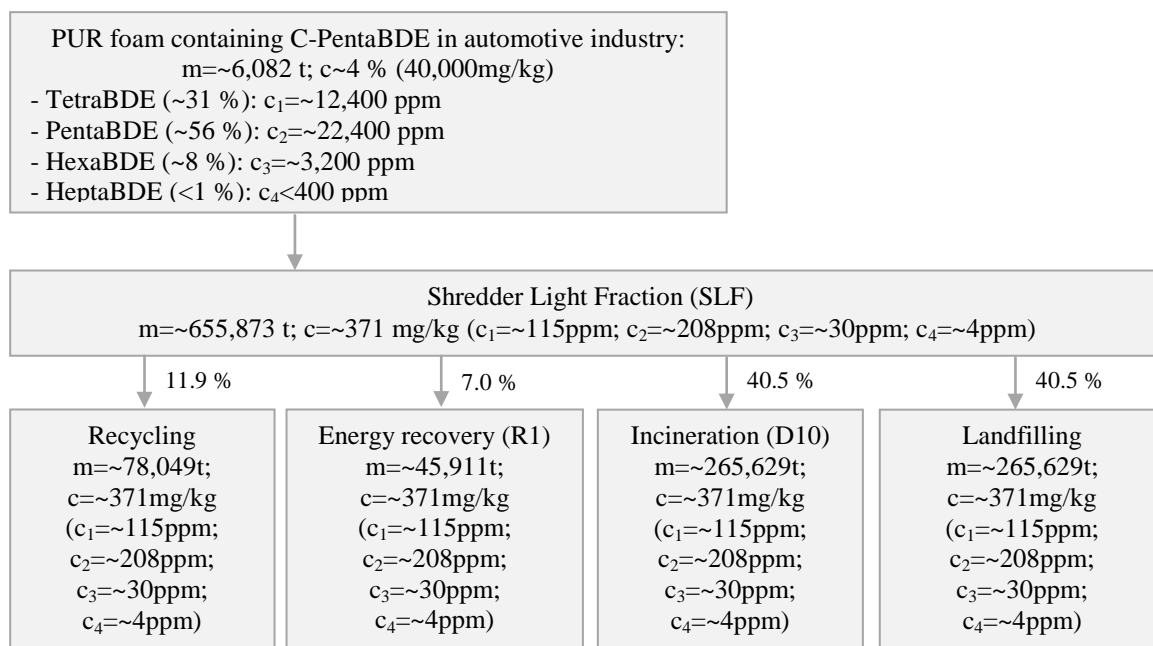 PUR foam containing C-PentaBDE in automotive industry:
m=~6,082 t; c~4 % (40,000mg/kg)
- TetraBDE (~31 %): c₁=~12,400 ppm
- PentaBDE (~56 %): c₂=~22,400 ppm
- HexaBDE (~8 %): c₃=~3,200 ppm
- HeptaBDE (<1 %): c₄<400 ppm
Shredder Light Fraction (SLF)
m=~655,873 t; c=~371 mg/kg (c₁=~115ppm; c₂=~208ppm; c₃=~30ppm; c₄=~4ppm)
11.9 %
7.0 %
40.5 %
40.5 %
Recycling
m=~78,049t;
c=~371mg/kg
(c₁=~115ppm;
c₂=~208ppm;
c₃=~30ppm;
c₄=~4ppm)
Energy recovery (R1)
m=~45,911t;
c=~371mg/kg
(c₁=~115ppm;
c₂=~208ppm;
c₃=~30ppm;
c₄=~4ppm)
Incineration (D10)
m=~265,629t;
c=~371mg/kg
(c₁=~115ppm;
c₂=~208ppm;
c₃=~30ppm;
c₄=~4ppm)
Landfilling
m=~265,629t;
c=~371mg/kg
(c₁=~115ppm;
c₂=~208ppm;
c₃=~30ppm;
c₄=~4ppm)